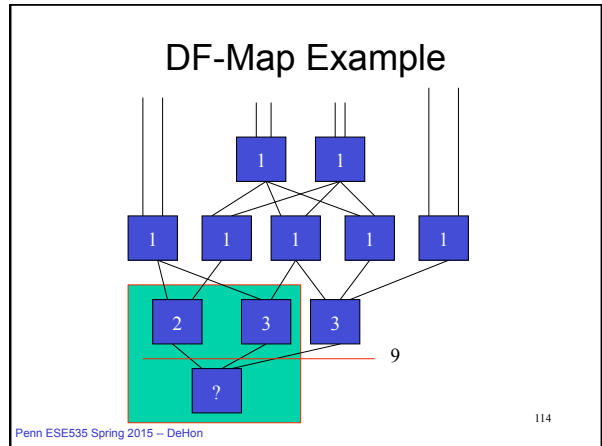 DF-Map Example
1 1
1 1 1 1 1
2 3 3
9
?
114
Penn ESE535 Spring 2015 -- DeHon